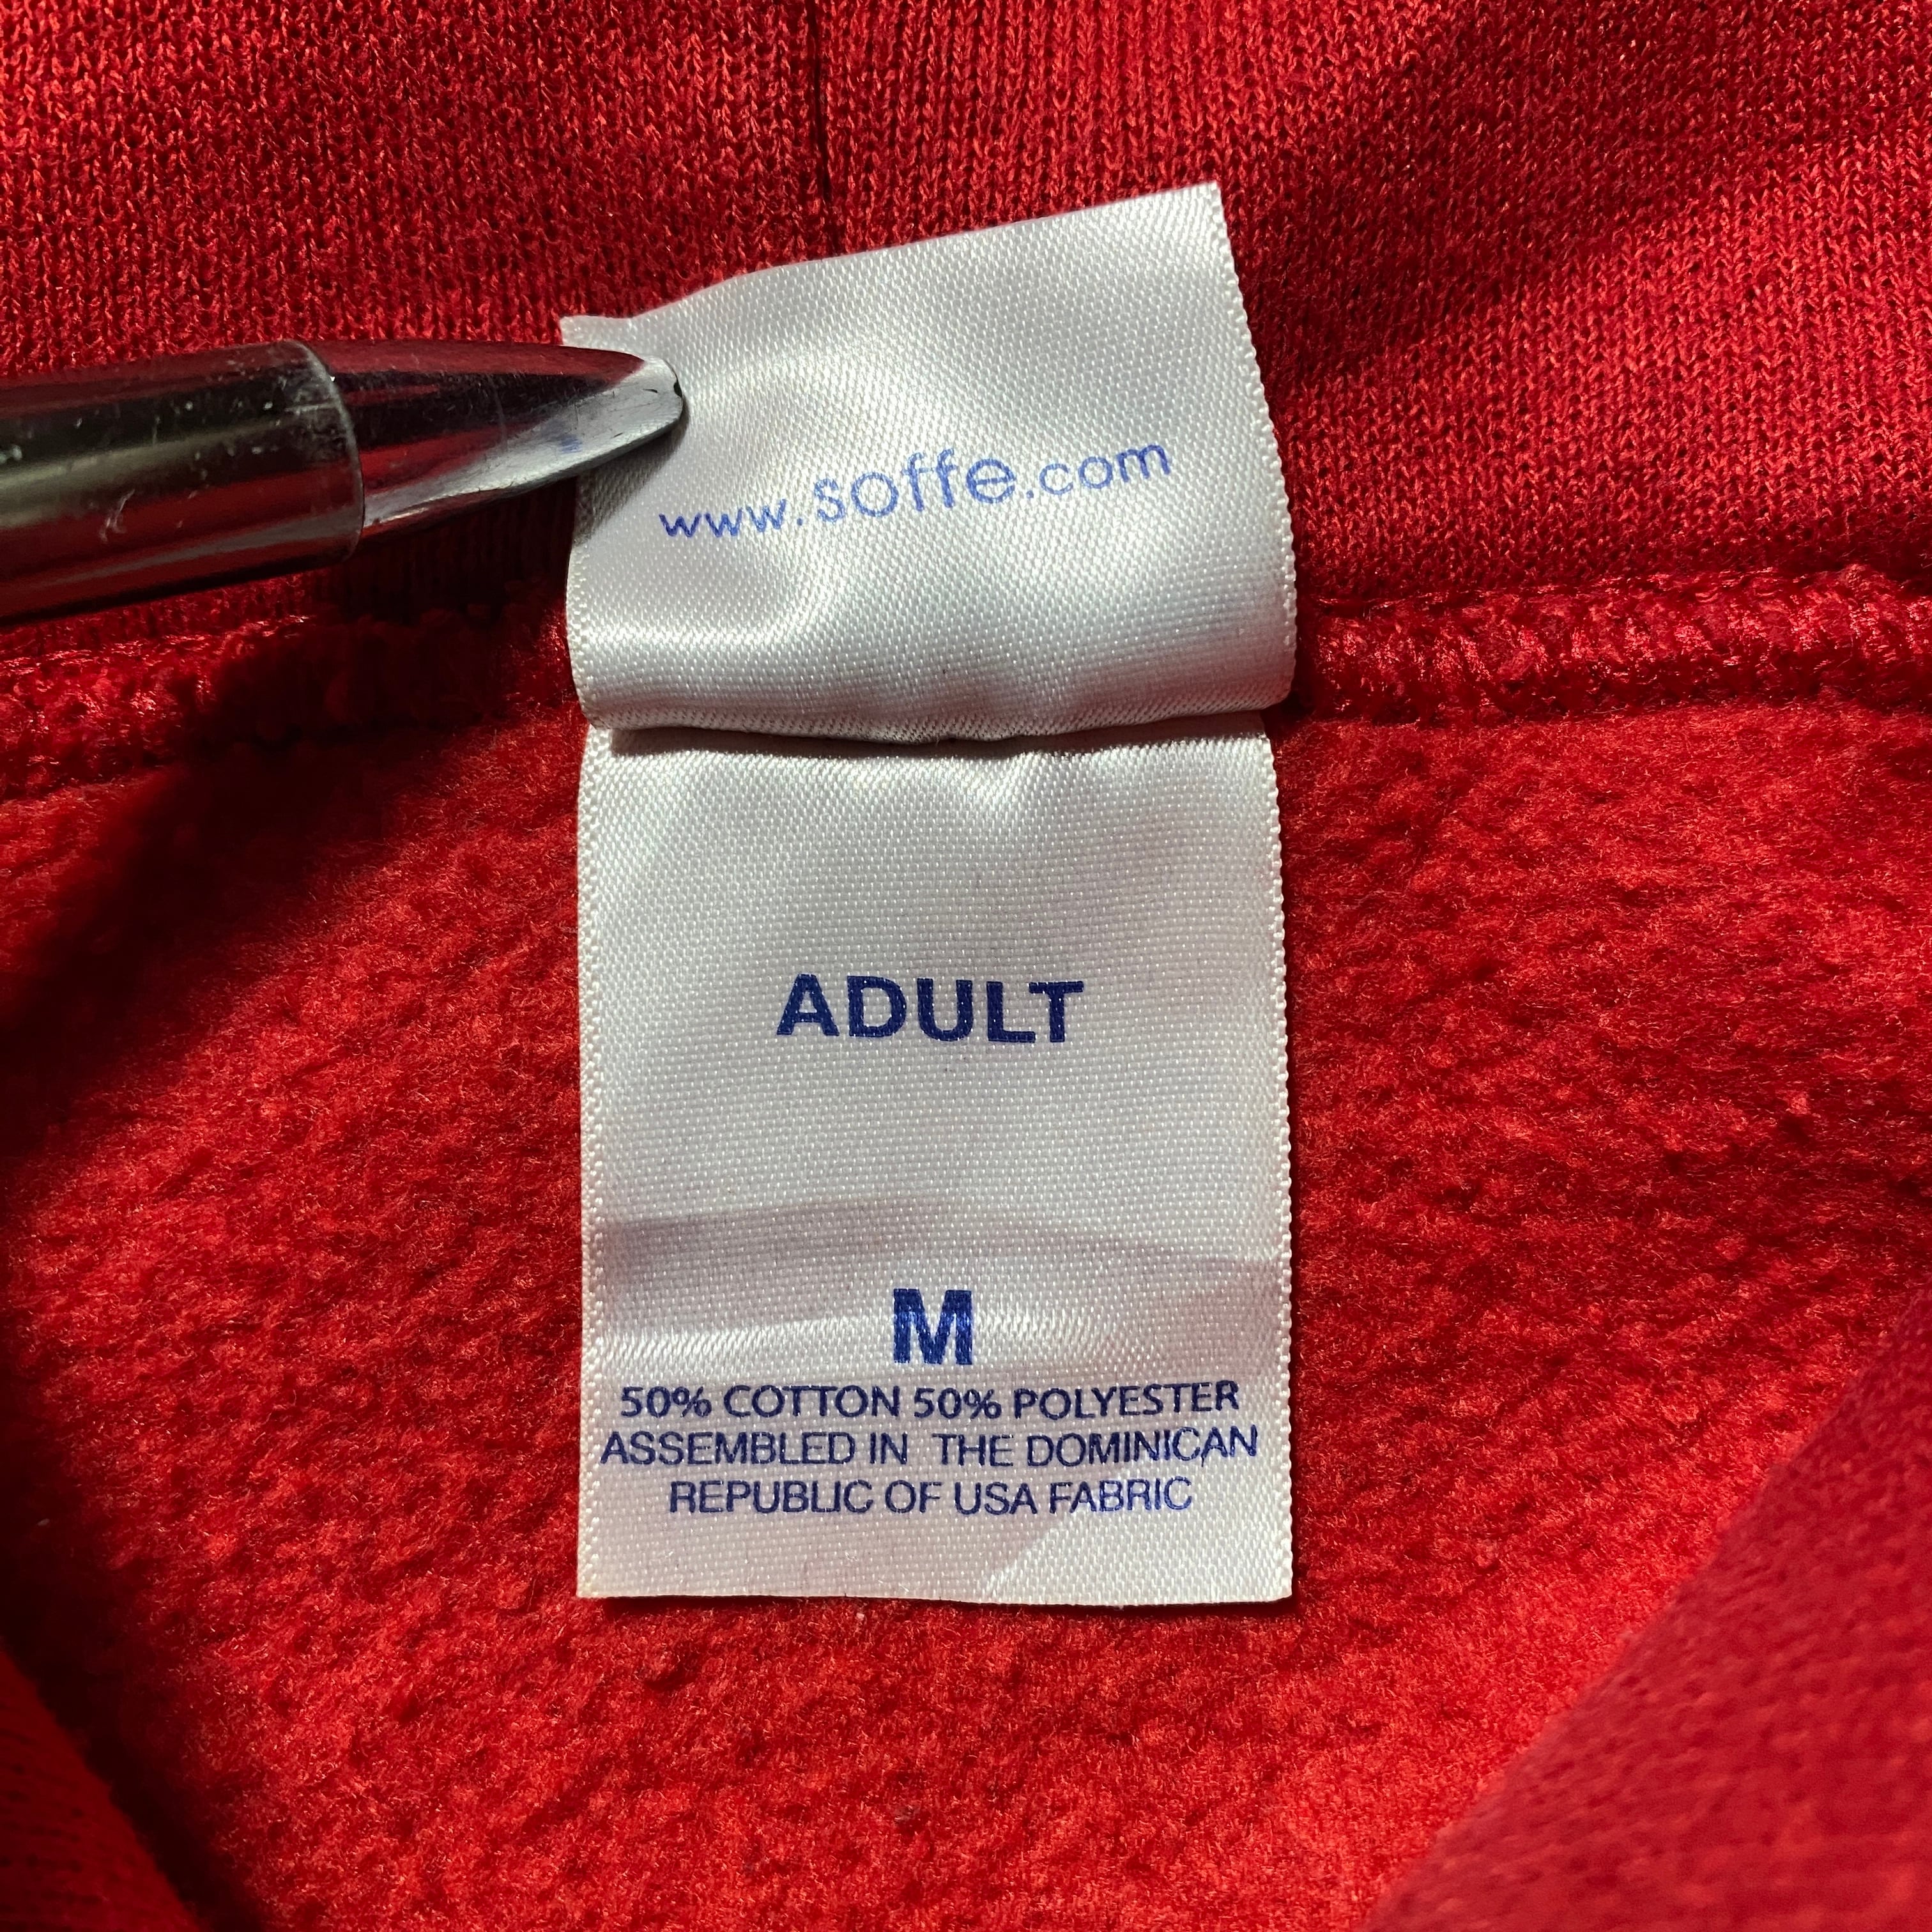 www.soffe.com
ADULT
M
50% COTTON 50% POLYESTER
ASSEMBLED IN THE DOMINICAN
REPUBLIC OF USA FABRIC